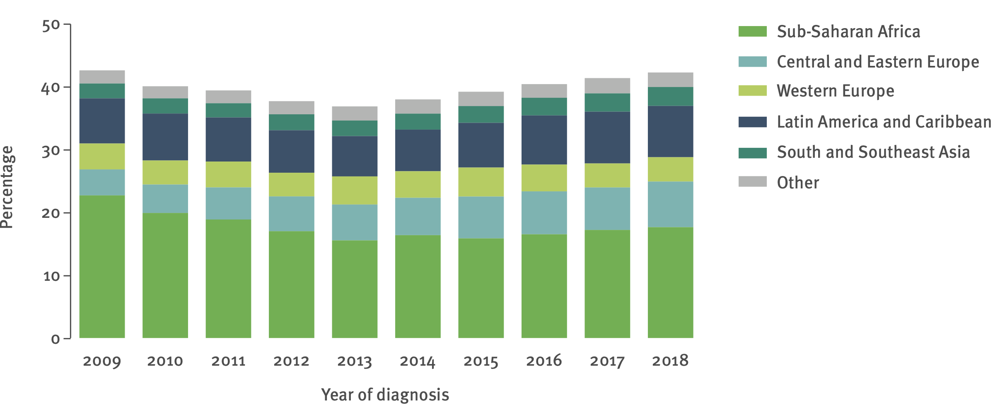 Percentage
50
40
30
20
10
0
2009 2010 2011 2012 2013 2014 2015 2016 2017 2018
Year of diagnosis
Sub-Saharan Africa
Central and Eastern Europe
Western Europe
Latin America and Caribbean
South and Southeast Asia
Other